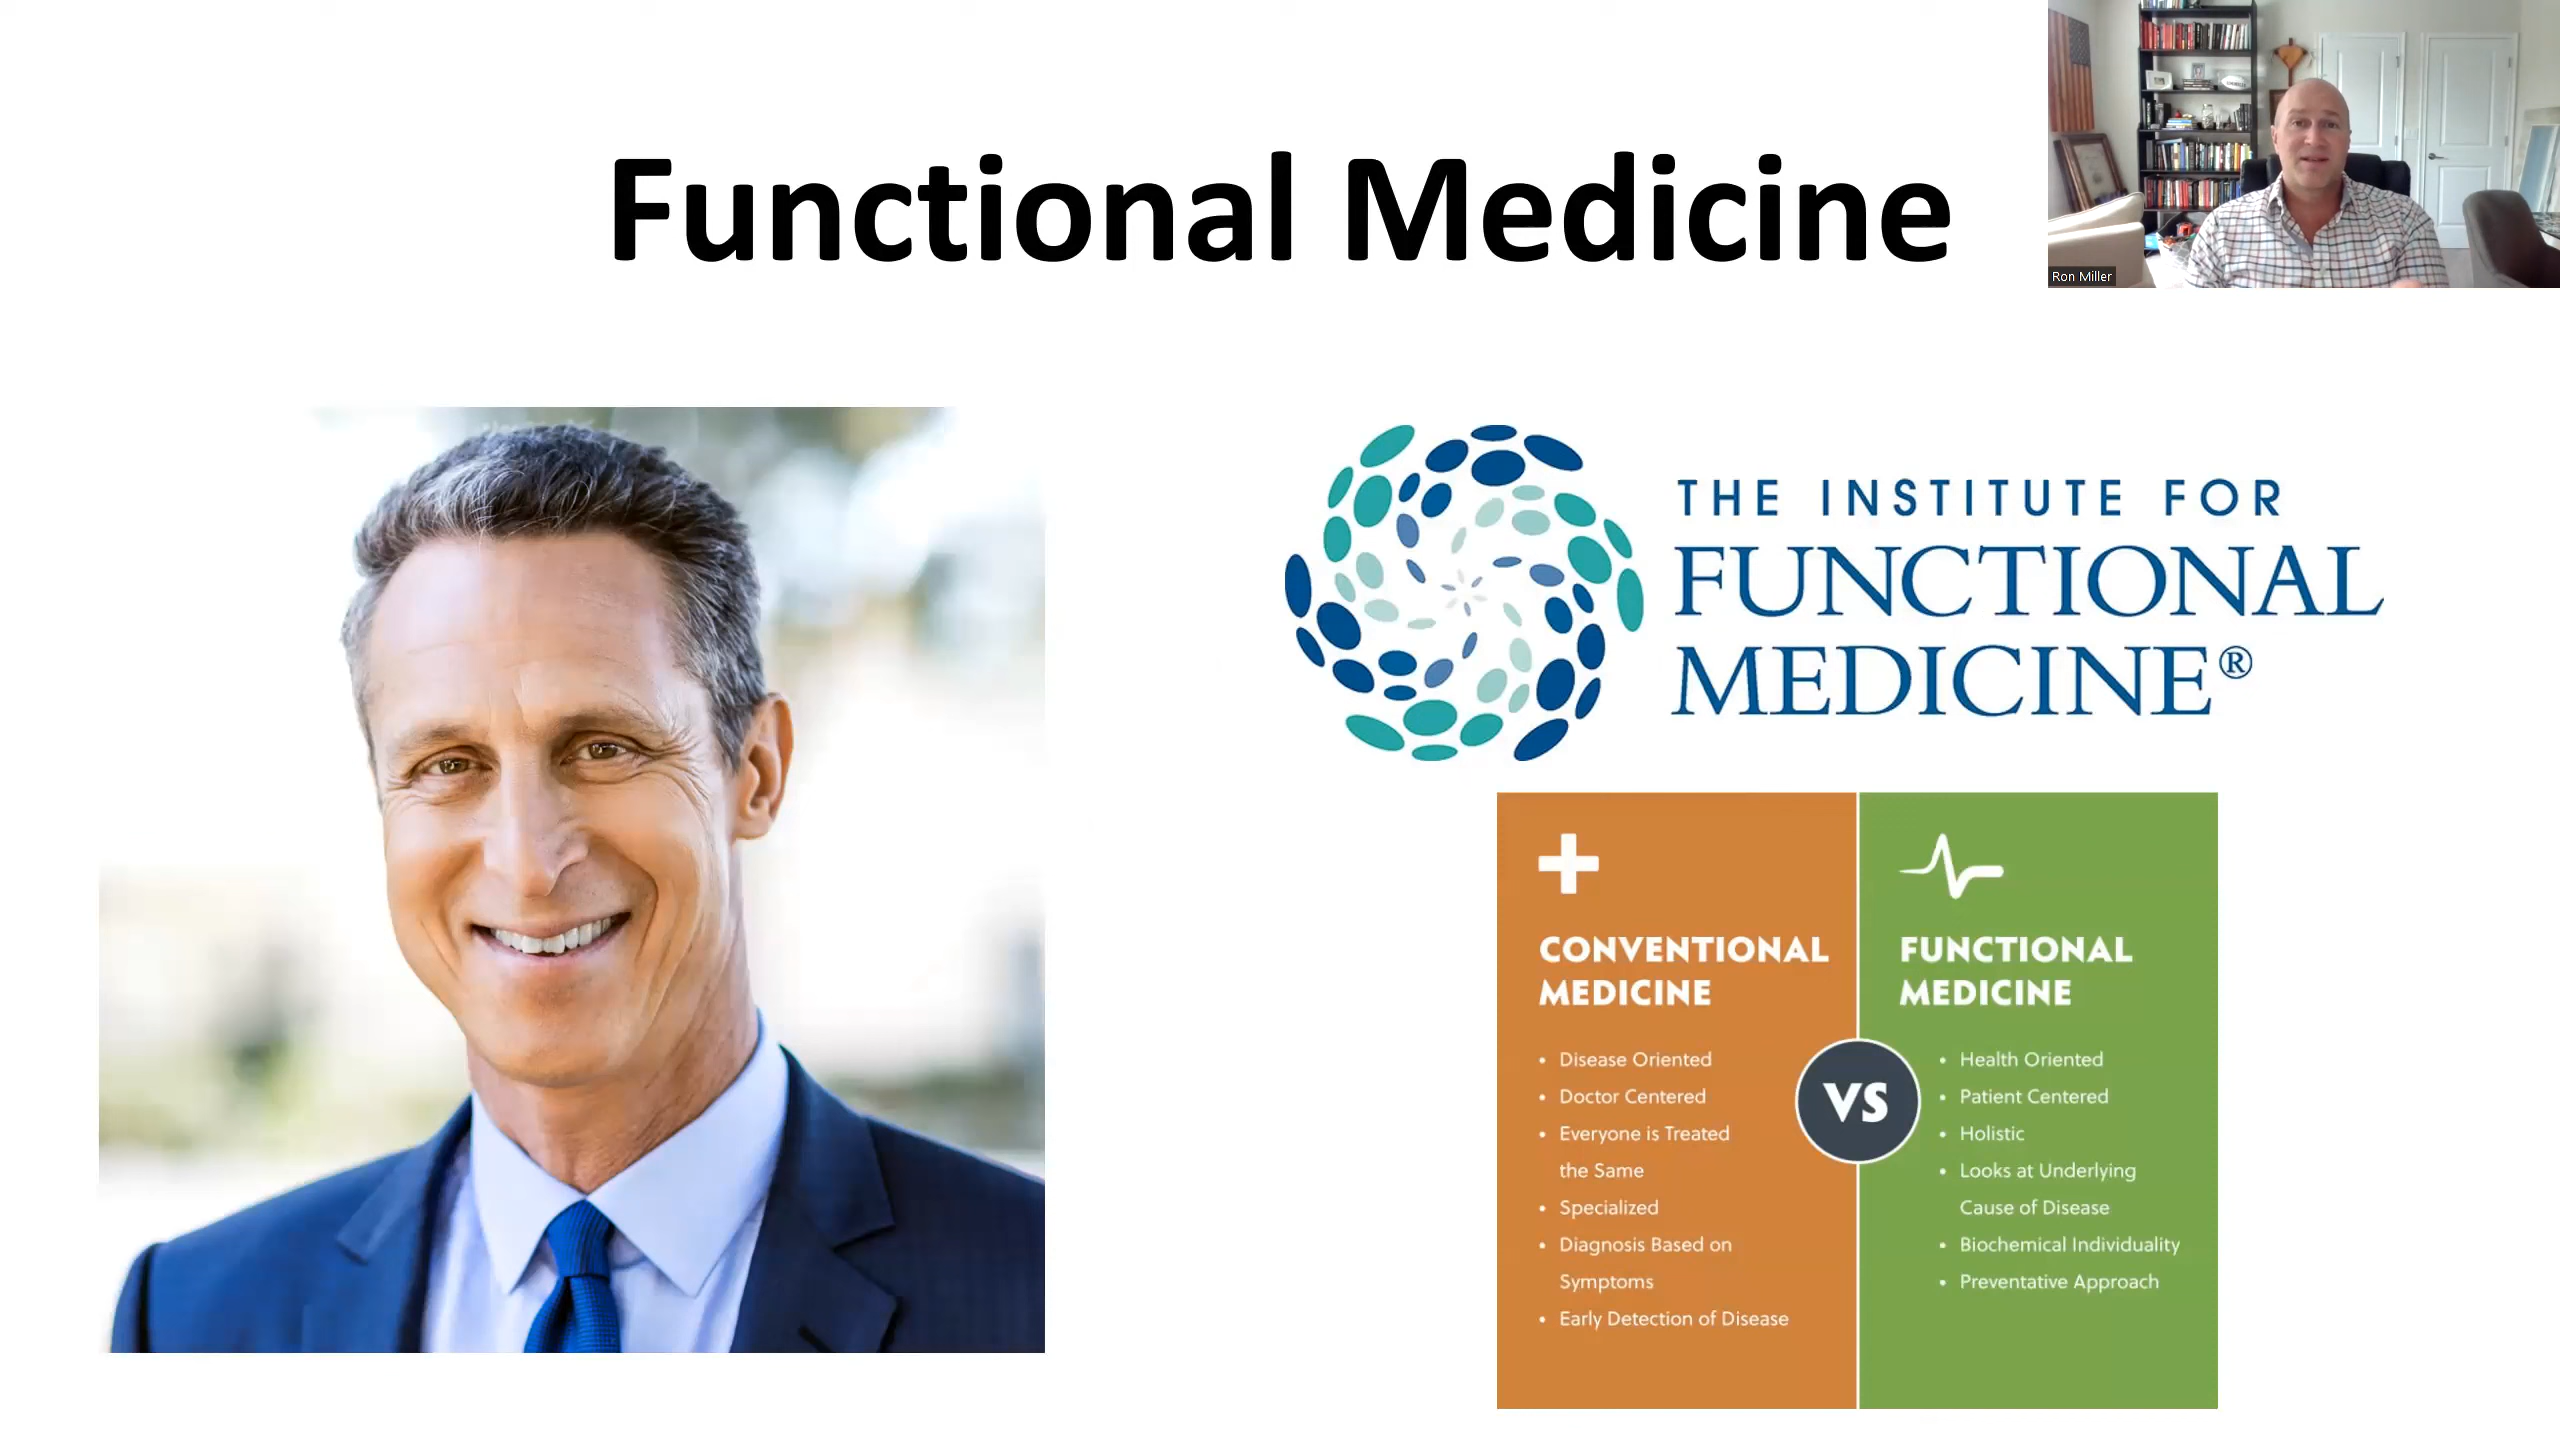 Functional Medicine
Ron Miller
THE INSTITUTE FOR
FUNCTIONAL
MEDICINE®
CONVENTIONAL
MEDICINE
• Disease Oriented
• Doctor Centered
• Everyone is Treated
the Same
• Specialized
• Diagnosis Based on
Symptoms
• Early Detection of Disease
VS
FUNCTIONAL
MEDICINE
• Health Oriented
• Patient Centered
• Holistic
• Looks at Underlying
Cause of Disease
• Biochemical Individuality
• Preventative Approach